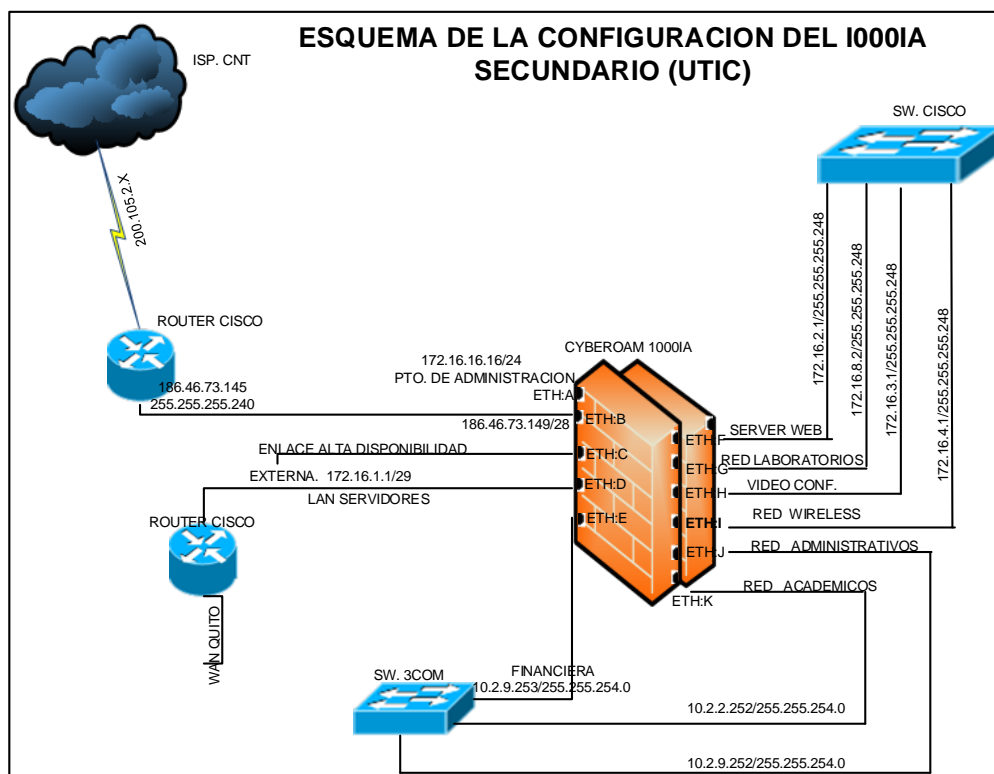 ESQUEMA DE LA CONFIGURACION DEL I000IA
SECUNDARIO (UTIC)
ISP. CNT
SW. CISCO
200.105.2.X
172.16.2.1/255.255.255.248
172.16.8.2/255.255.255.248
172.16.3.1/255.255.255.248
172.16.4.1/255.255.255.248
ROUTER CISCO
CYBEROAM 1000IA
172.16.16.16/24
PTO. DE ADMINISTRACION
ETH:A
186.46.73.145
255.255.255.240
ETH:B
186.46.73.149/28
ETH:F
SERVER WEB
ENLACE ALTA DISPONIBILIDAD
ETH:C
ETH:G
RED LABORATORIOS
EXTERNA. 172.16.1.1/29
ETH:D
ETH:H
VIDEO CONF.
LAN SERVIDORES
ETH:E
ETH:I
RED WIRELESS
ROUTER CISCO
ETH:J
RED ADMINISTRATIVOS
RED ACADEMICOS
ETH:K
WAN QUITO
SW. 3COM
FINANCIERA
10.2.9.253/255.255.254.0
10.2.2.252/255.255.254.0
10.2.9.252/255.255.254.0